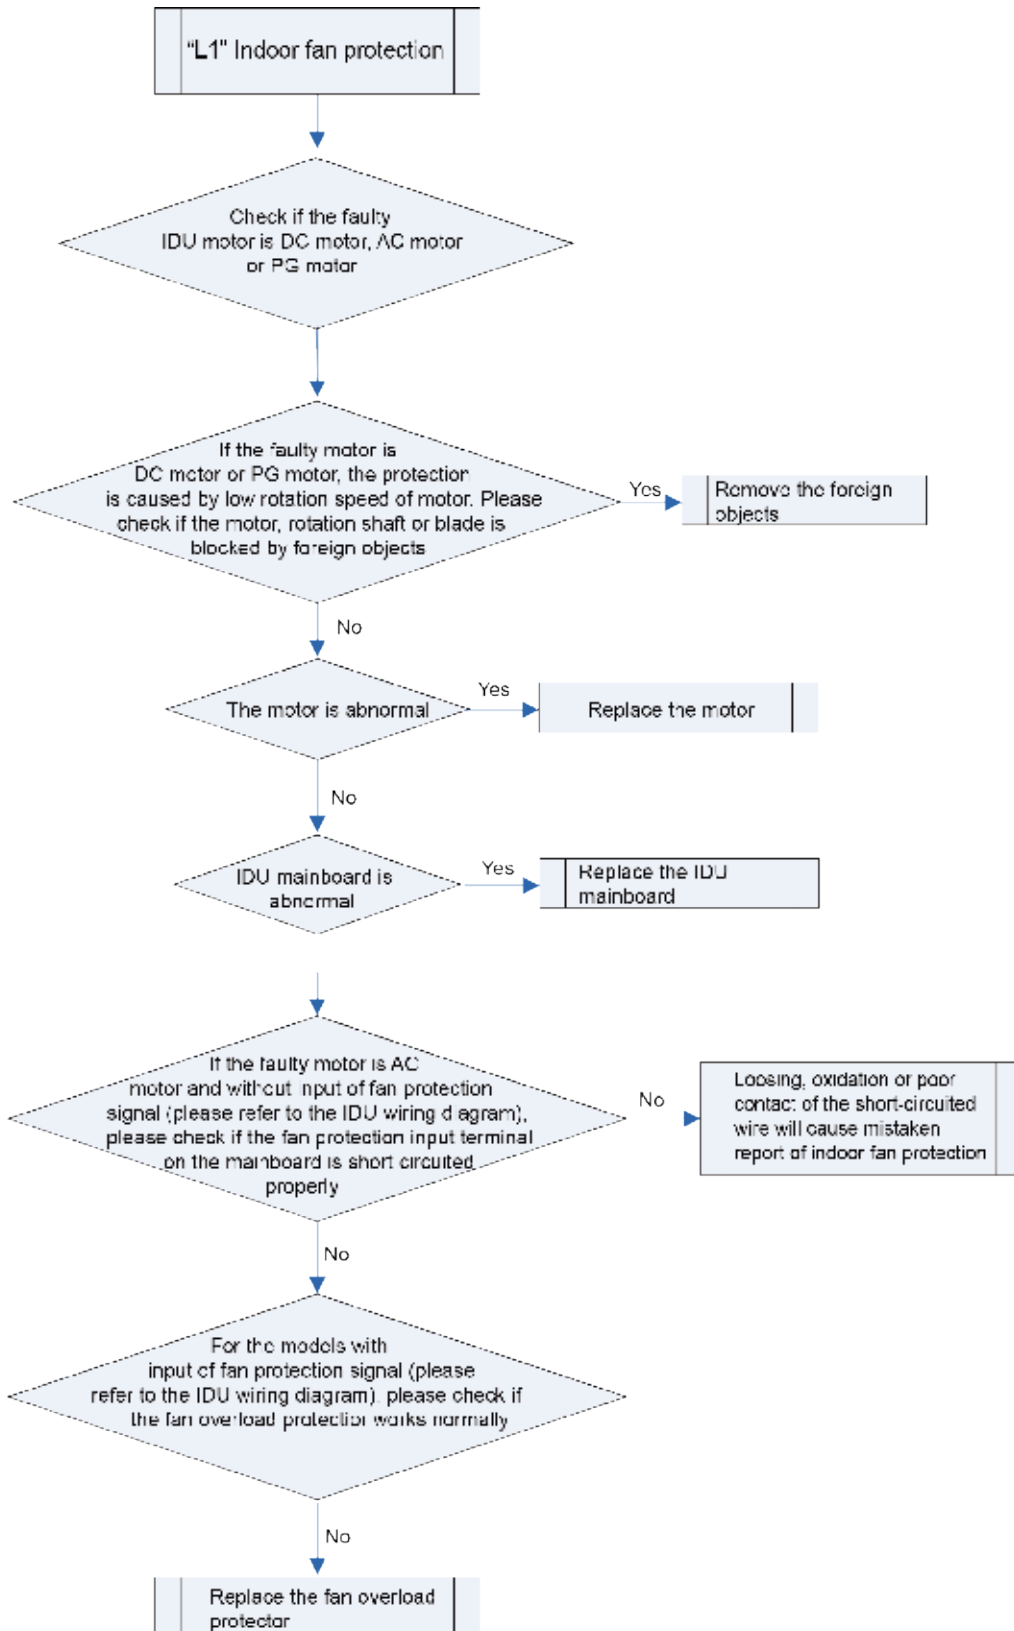 "L1" Indoor fan protection
Check if the faulty
IDU motor is DC motor, AC motor
or PG motor
If the faulty motor is
DC motor or PG motor, the protection
is caused by low rotation speed of motor. Please
check if the motor, rotation shaft or blade is
blocked by foreign objects
Yes
Remove the foreign
objects
No
The motor is abnormal
Yes
Replace the motor
No
IDU mainboard is
abnormal
Yes
Replace the IDU
mainboard
If the faulty motor is AC
motor and without input of fan protection
signal (please refer to the IDU wiring diagram),
please check if the fan protection input terminal
on the mainboard is short circuited
properly
No
Loosing, oxidation or poor
contact of the short-circuited
wire will cause mistaken
report of indoor fan protection
No
For the models with
input of fan protection signal (please
refer to the IDU wiring diagram), please check if
the fan overload protection works normally
No
Replace the fan overload
protector